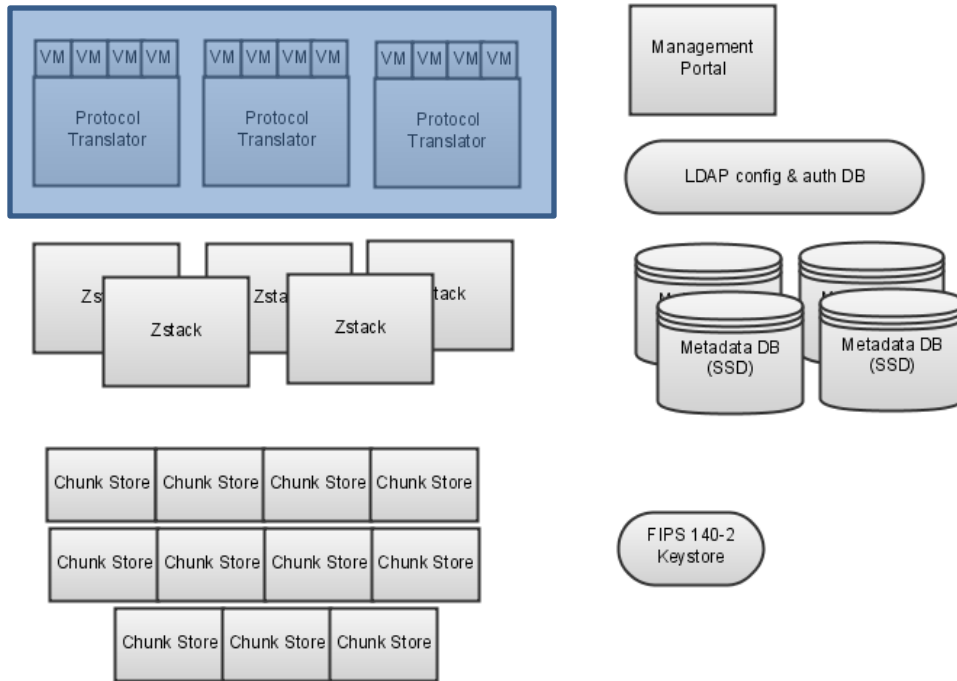 VM VM VM VM
Protocol
Translator
VM VM VM VM
Protocol
Translator
VM VM VM VM
Protocol
Translator
Management
Portal
LDAP config & auth DB
Zstack
Zstack
Metadata DB
(SSD)
Metadata DB
(SSD)
Chunk Store Chunk Store Chunk Store Chunk Store
Chunk Store Chunk Store Chunk Store Chunk Store
Chunk Store Chunk Store Chunk Store
FIPS 140-2
Keystore